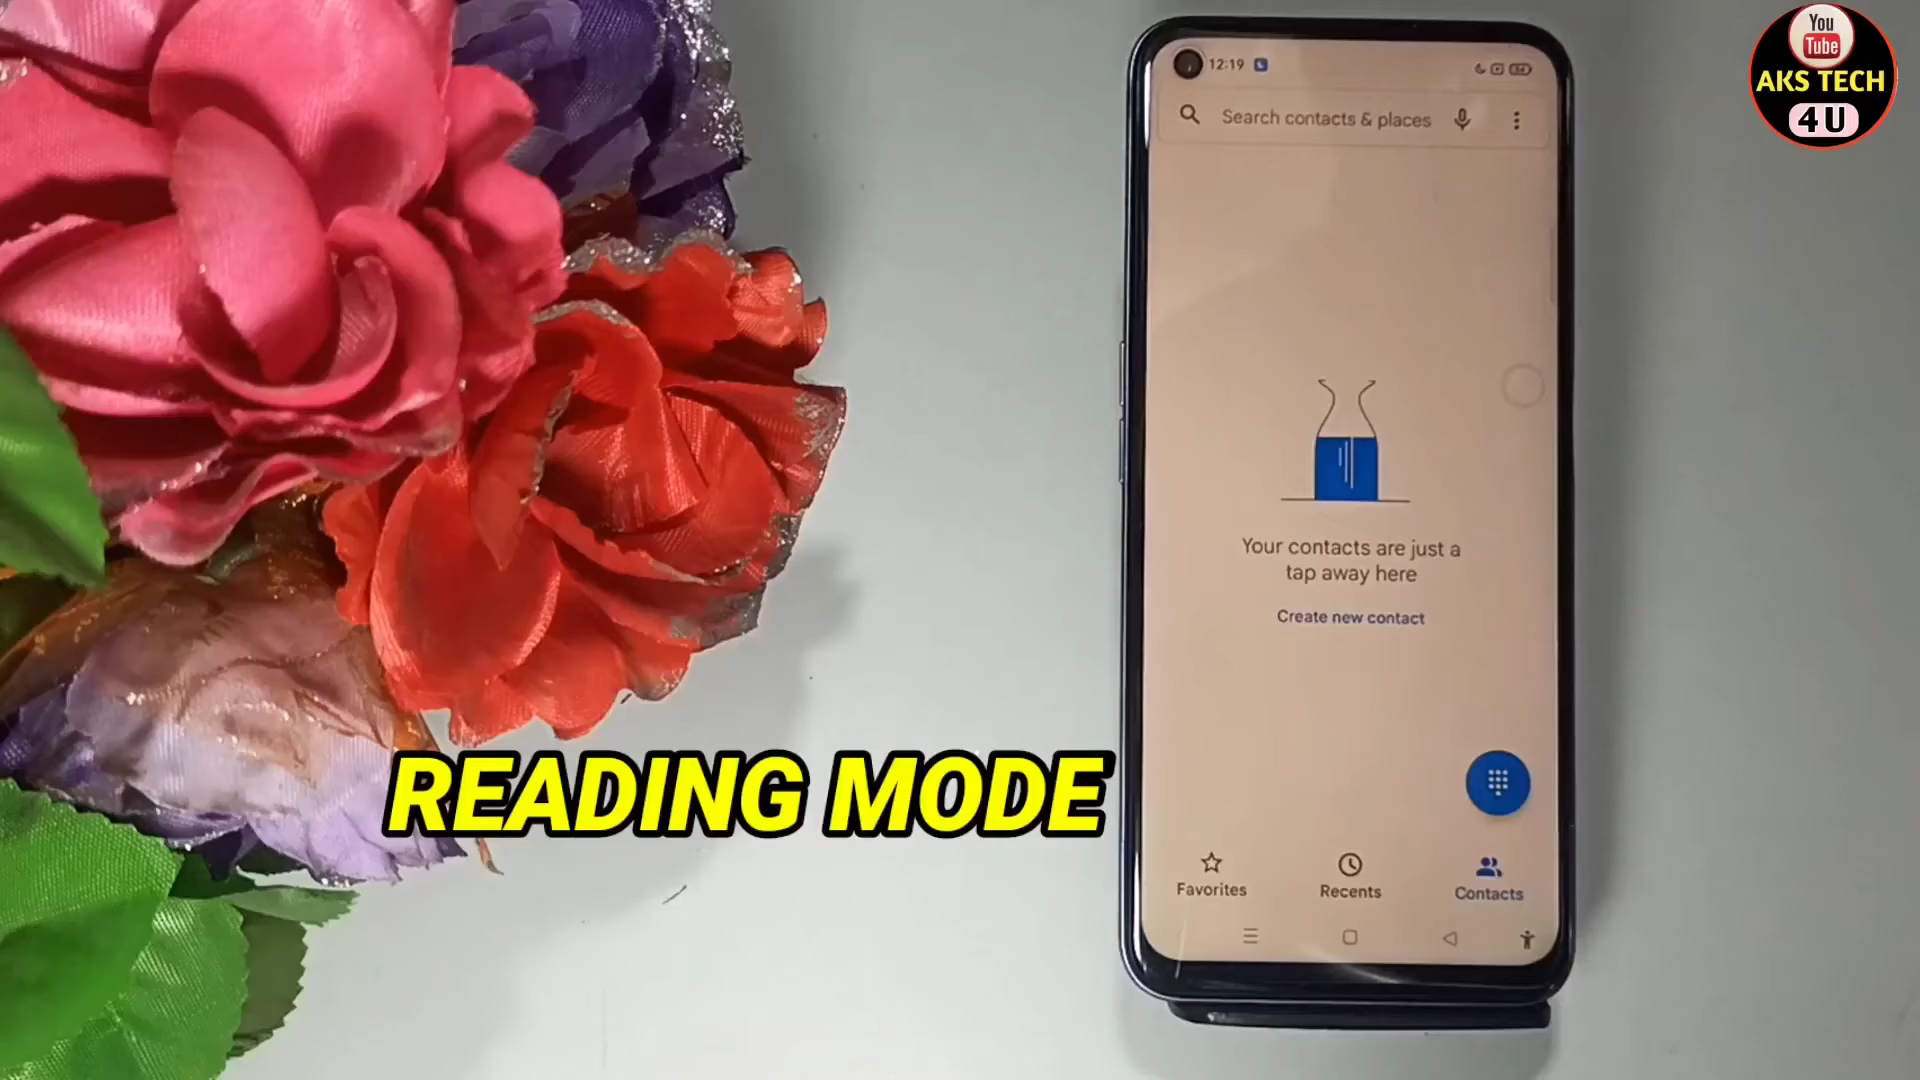 You
Tube
AKS TECH
4U
12:19
Search contacts & places
Your contacts are just a
tap away here
Create new contact
READING MODE
Favorites
Recents
Contacts